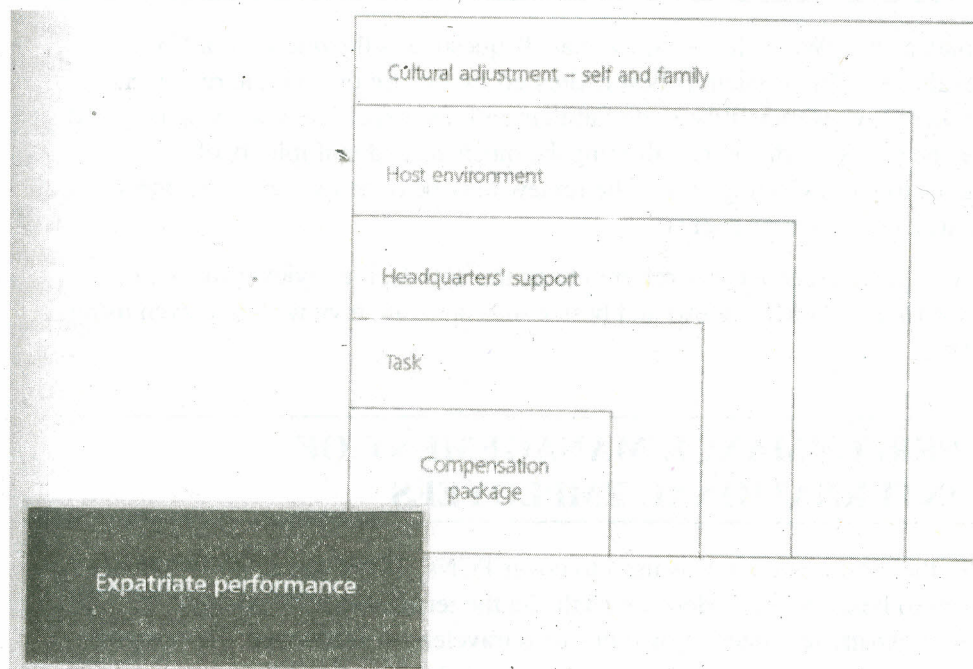 Cultural adjustment – self and family
Host environment
Headquarters' support
Task
Compensation
package
Expatriate performance